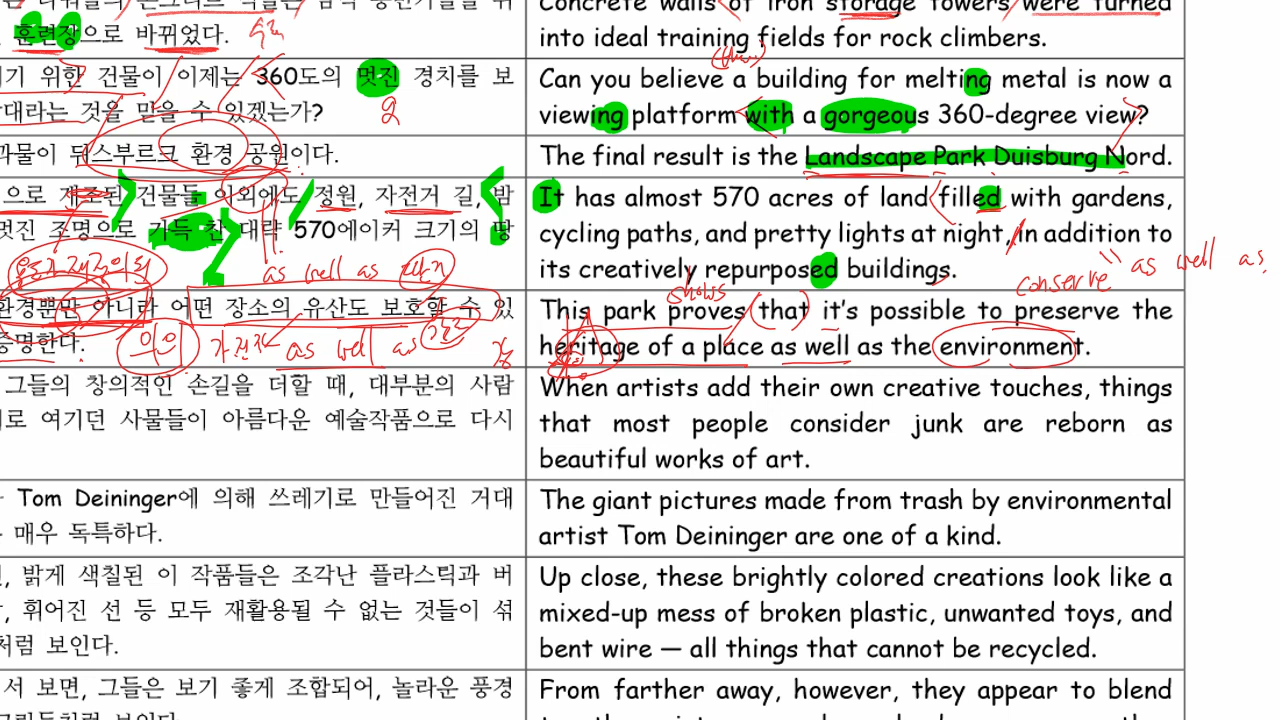 훈련장으로 바뀌었다.
위한 건물이 이제는 360도의 멋진 경치를 보
것을 믿을 수 있겠는가?
뒤스부르크 환경 공원이다.
으로 재조된 건물들 이외에도 정원, 자전거 길, 밤
멋진 조명으로 가득 찬 대략 570에이커 크기의 땅
as well as
환경뿐만 아니라 어떤 장소의 유산도 보호할 수 있
증명한다.
as well as
그들의 창의적인 손길을 더할 때, 대부분의 사람
여기던 사물들이 아름다운 예술작품으로 다시
Tom Deininger에 의해 쓰레기로 만들어진 거대
매우 독특하다.
밝게 색칠된 이 작품들은 조각난 플라스틱과 버
휘어진 선 등 모두 재활용될 수 없는 것들이 섞
처럼 보인다.
서 보면, 그들은 보기 좋게 조합되어, 놀라운 풍경
Concrete walls of iron storage towers were turned
into ideal training fields for rock climbers.
Can you believe a building for melting metal is now a
viewing platform with a gorgeous 360-degree view?
The final result is the Landscape Park Duisburg Nord.
It has almost 570 acres of land filled with gardens,
cycling paths, and pretty lights at night, in addition to
its creatively repurposed buildings.
conserve as well as
shows
This park proves that it’s possible to preserve the
heritage of a place as well as the environment.
When artists add their own creative touches, things
that most people consider junk are reborn as
beautiful works of art.
The giant pictures made from trash by environmental
artist Tom Deininger are one of a kind.
Up close, these brightly colored creations look like a
mixed-up mess of broken plastic, unwanted toys, and
bent wire — all things that cannot be recycled.
From farther away, however, they appear to blend